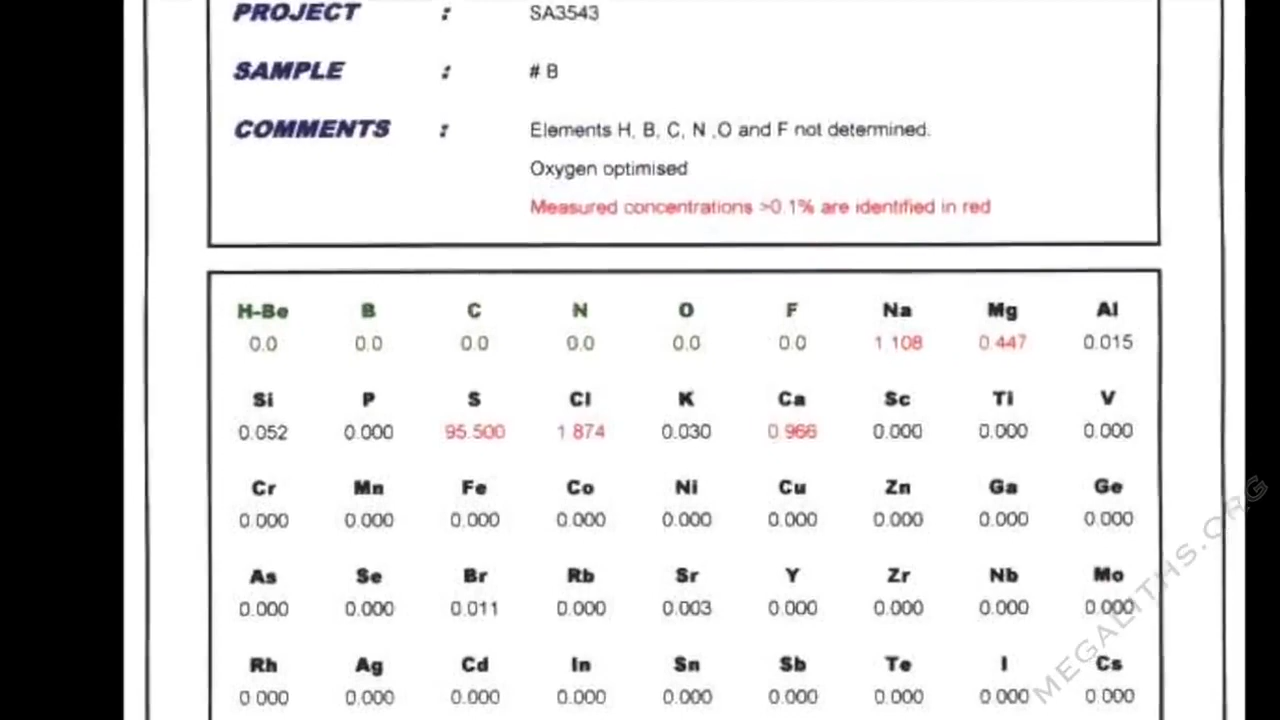 PROJECT : SA3543
SAMPLE : # B
COMMENTS : Elements H, B, C, N ,O and F not determined.
Oxygen optimised
Measured concentrations >0.1% are identified in red
H-Be B C N O F Na Mg Al
0.0 0.0 0.0 0.0 0.0 0.0 1.108 0.447 0.015
Si P S Cl K Ca Sc Ti V
0.052 0.000 95.500 1.874 0.030 0.966 0.000 0.000 0.000
Cr Mn Fe Co Ni Cu Zn Ga Ge
0.000 0.000 0.000 0.000 0.000 0.000 0.000 0.000 0.000
As Se Br Rb Sr Y Zr Nb Mo
0.000 0.000 0.011 0.000 0.003 0.000 0.000 0.000 0.000
Rh Ag Cd In Sn Sb Te I Cs
0.000 0.000 0.000 0.000 0.000 0.000 0.000 0.000 0.000
MEGALITHS.ORG